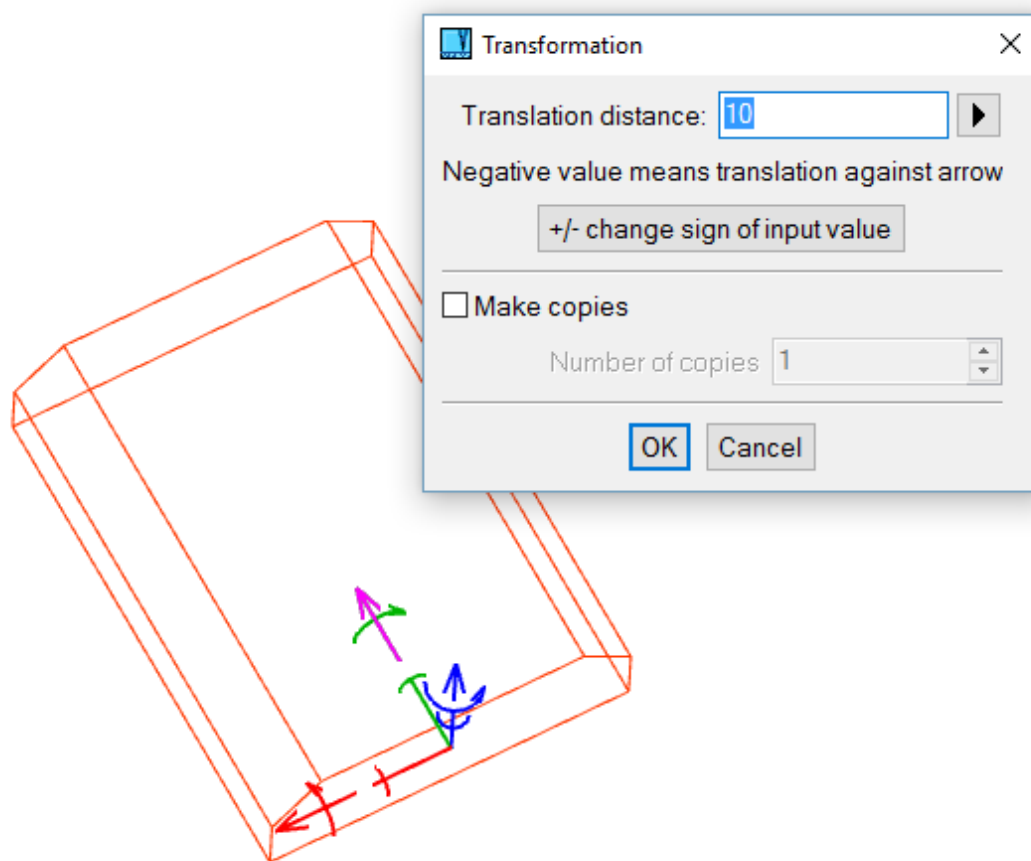 Transformation
Translation distance: 10
Negative value means translation against arrow
+/- change sign of input value
Make copies
Number of copies 1
OK Cancel